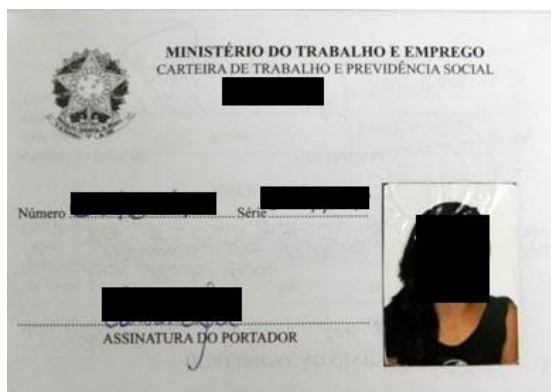 MINISTÉRIO DO TRABALHO E EMPREGO
CARTEIRA DE TRABALHO E PREVIDÊNCIA SOCIAL
Número Série
ASSINATURA DO PORTADOR